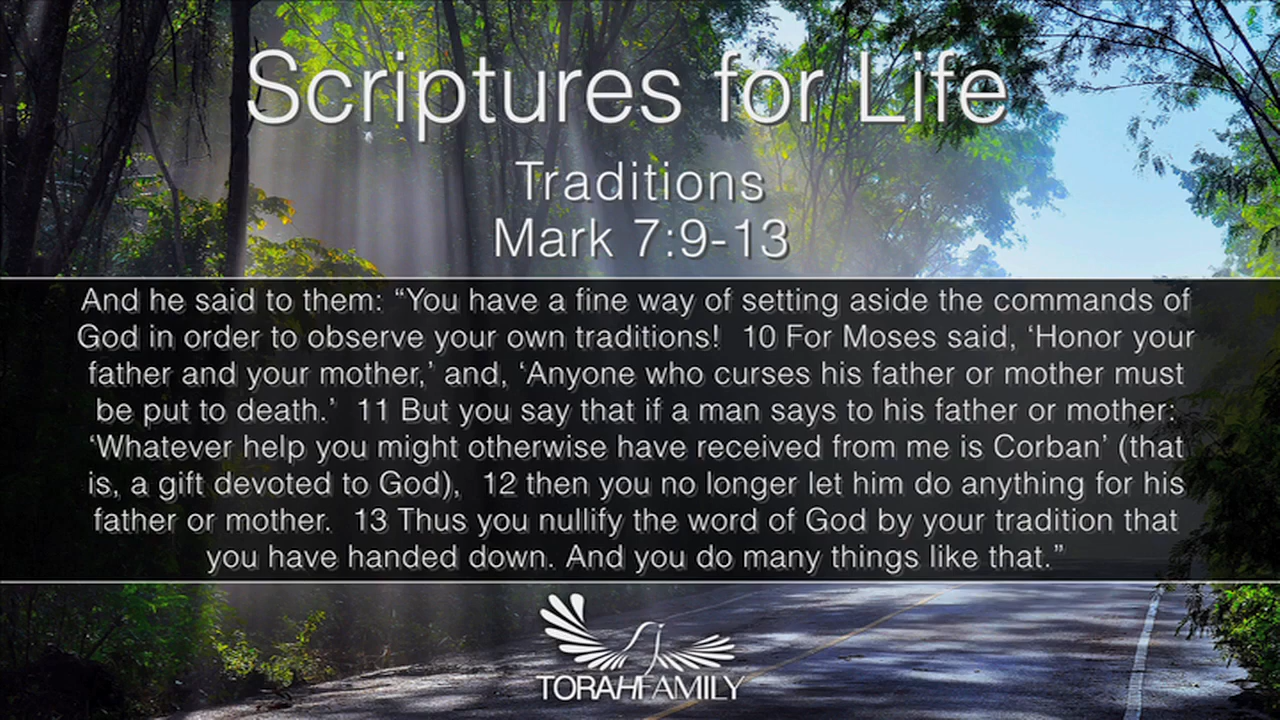 Scriptures for Life
Traditions
Mark 7:9-13
And he said to them: “You have a fine way of setting aside the commands of
God in order to observe your own traditions!  10 For Moses said, ‘Honor your
father and your mother,’ and, ‘Anyone who curses his father or mother must
be put to death.’  11 But you say that if a man says to his father or mother:
‘Whatever help you might otherwise have received from me is Corban’ (that
is, a gift devoted to God),  12 then you no longer let him do anything for his
father or mother.  13 Thus you nullify the word of God by your tradition that
you have handed down. And you do many things like that.”
TORAHFAMILY